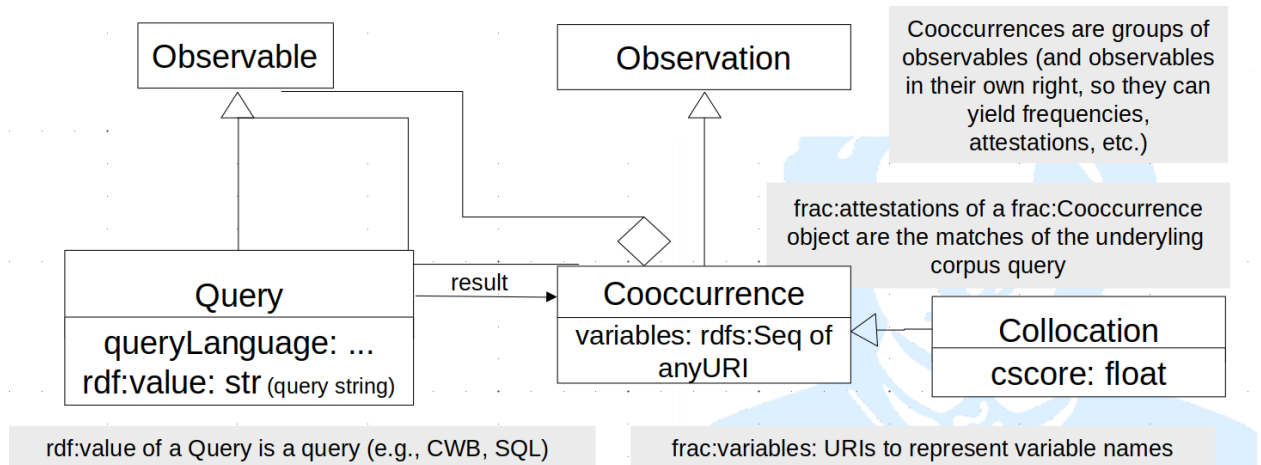 Observable
Observation
Cooccurrences are groups of
observables (and observables
in their own right, so they can
yield frequencies,
attestations, etc.)
frac:attestations of a frac:Cooccurrence
object are the matches of the underyling
corpus query
Query
queryLanguage: ...
rdf:value: str (query string)
result
Cooccurrence
variables: rdfs:Seq of
anyURI
Collocation
cscore: float
rdf:value of a Query is a query (e.g., CWB, SQL)
frac:variables: URIs to represent variable names